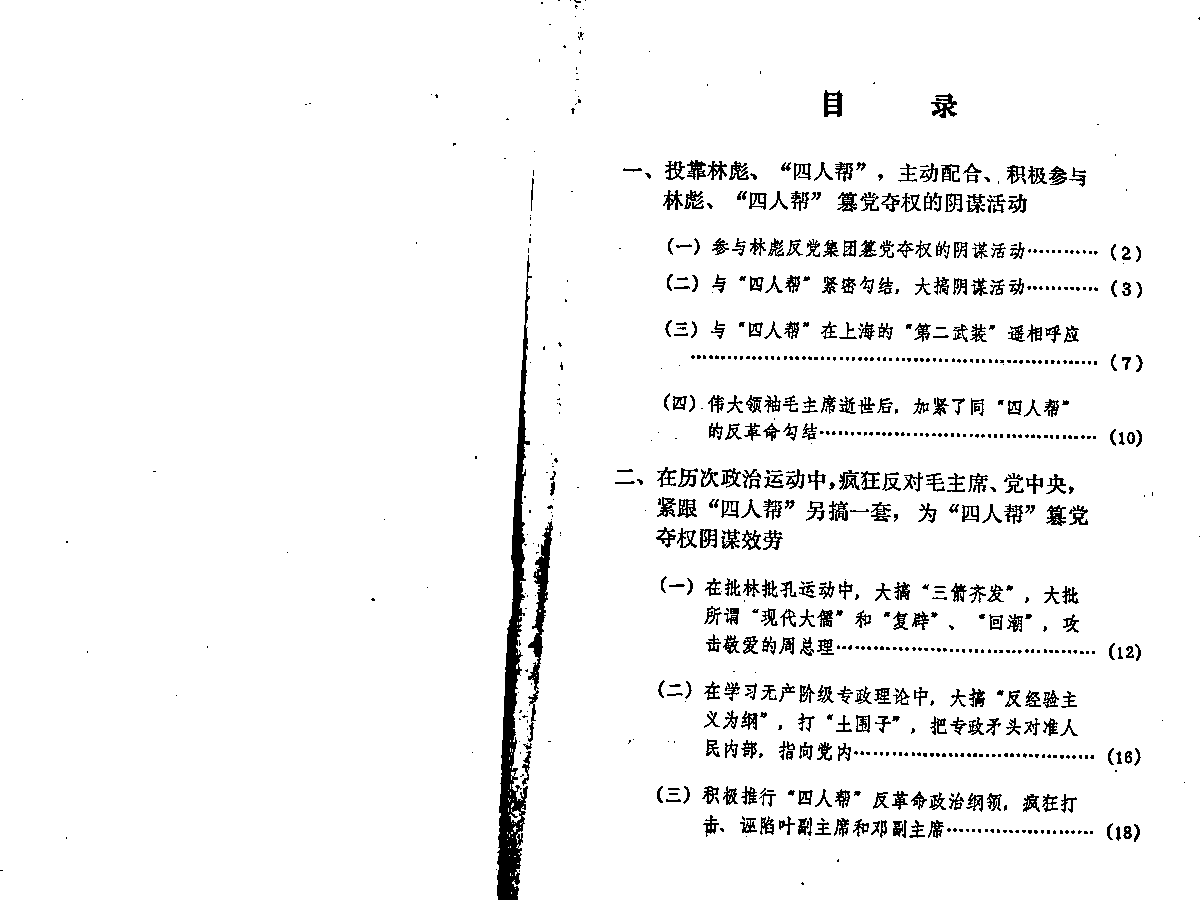 目 录
一、投靠林彪、“四人帮”，主动配合、积极参与
林彪、“四人帮” 篡党夺权的阴谋活动
(一) 参与林彪反党集团篡党夺权的阴谋活动………… (2)
(二) 与“四人帮”紧密勾结，大搞阴谋活动………… (3)
(三) 与“四人帮”在上海的“第二武装”遥相呼应
………………………………………………………… (7)
(四) 伟大领袖毛主席逝世后，加紧了同“四人帮”
的反革命勾结……………………………………… (10)
二、在历次政治运动中，疯狂反对毛主席、党中央，
紧跟“四人帮”另搞一套，为“四人帮”篡党
夺权阴谋效劳
(一) 在批林批孔运动中，大搞“三箭齐发”，大批
所谓“现代大儒”和“复辟”、“回潮”，攻
击敬爱的周总理…………………………………… (12)
(二) 在学习无产阶级专政理论中，大搞“反经验主
义为纲”，打“土围子”，把专政矛头对准人
民内部，指向党内………………………………… (16)
(三) 积极推行“四人帮”反革命政治纲领，疯狂打
击、诬陷叶副主席和邓副主席…………………… (18)